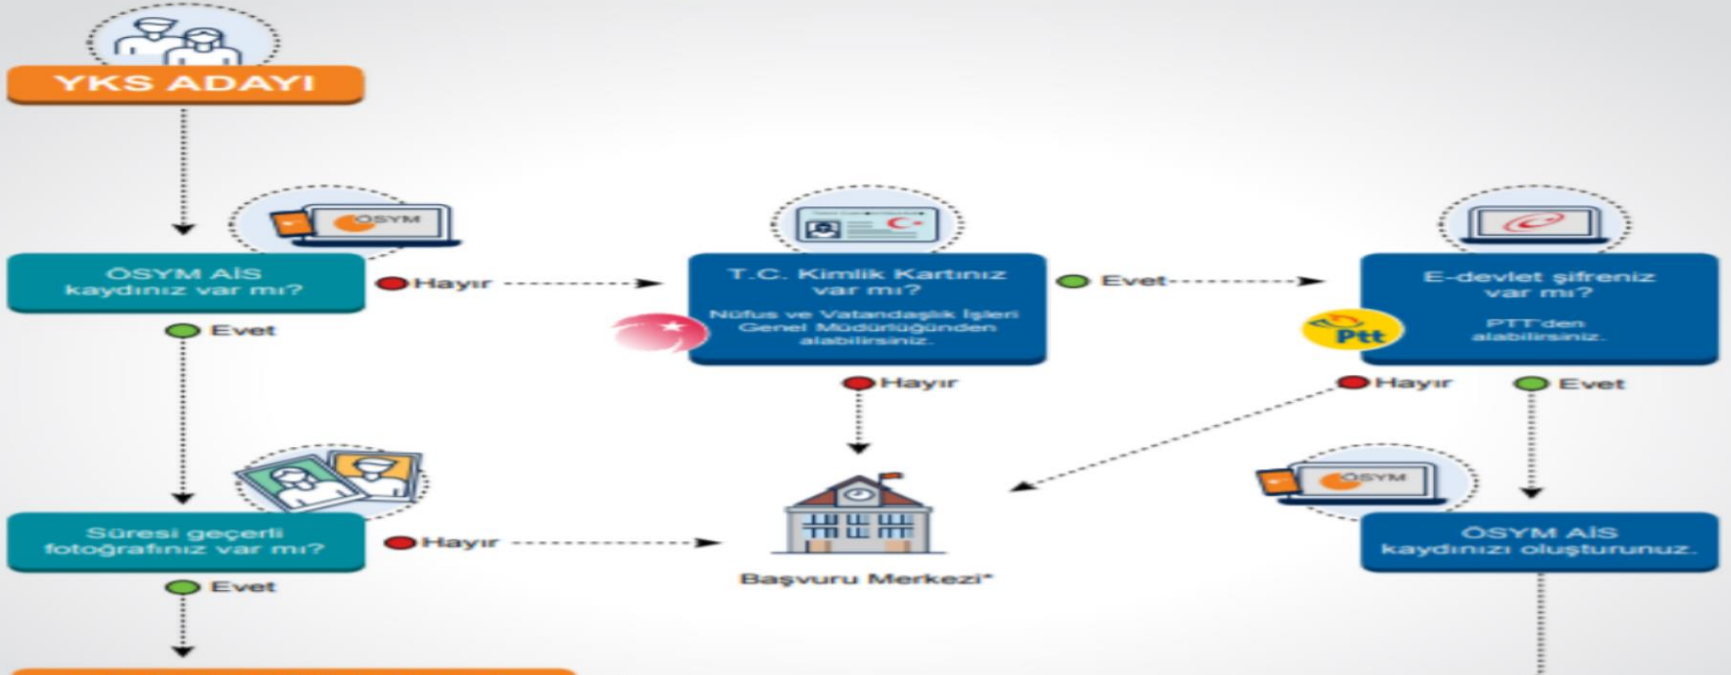 YKS ADAYI
ÖSYM
ÖSYM AİS
kaydınız var mı?
Hayır
T.C. Kimlik Kartınız
var mı?
Nüfus ve Vatandaşlık İşleri
Genel Müdürlüğünden
alabilirsiniz.
Evet
E-devlet şifreniz
var mı?
PTT'den
alabilirsiniz.
Ptt
Evet
Hayır
Hayır
Evet
ÖSYM
Süresi geçerli
fotoğrafınız var mı?
Hayır
Başvuru Merkezi*
ÖSYM AİS
kaydınızı oluşturunuz.
Evet